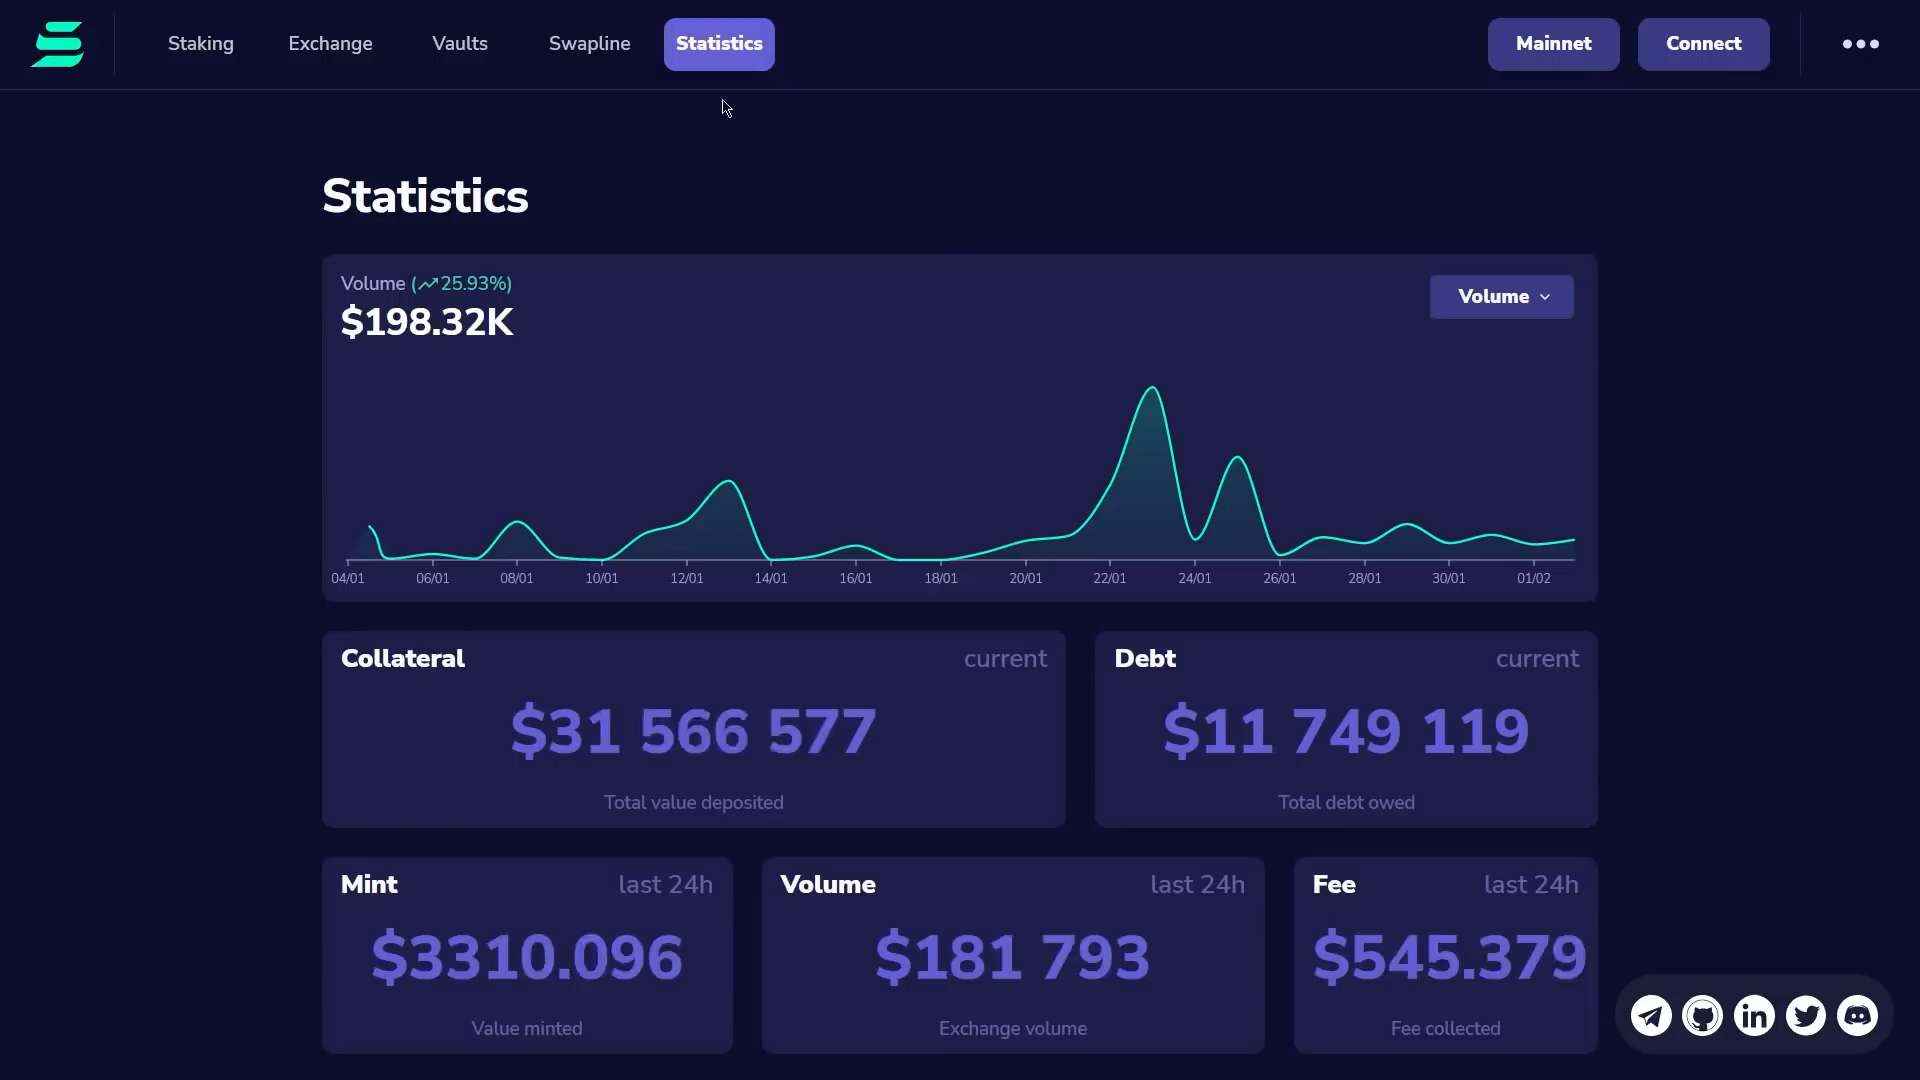 Staking Exchange Vaults Swapline Statistics Mainnet Connect
Statistics
Volume (25.93%)
$198.32K
Volume
04/01 06/01 08/01 10/01 12/01 14/01 16/01 18/01 20/01 22/01 24/01 26/01 28/01 30/01 01/02
Collateral current
$31 566 577
Total value deposited
Debt current
$11 749 119
Total debt owed
Mint last 24h
$3310.096
Value minted
Volume last 24h
$181 793
Exchange volume
Fee last 24h
$545.379
Fee collected
in